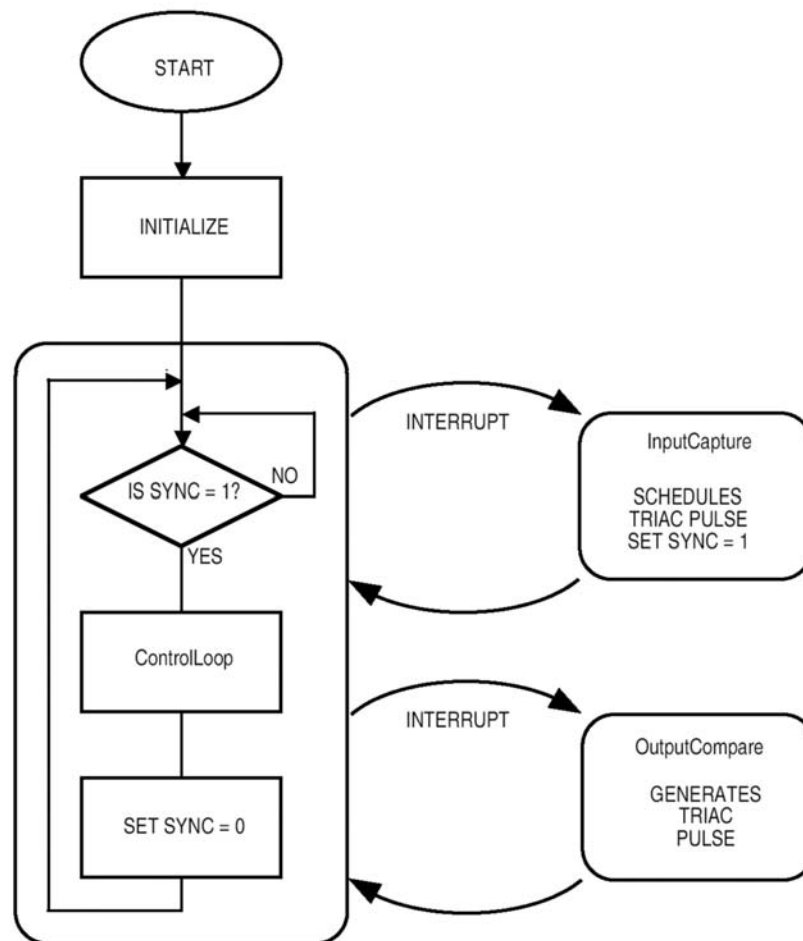 START
INITIALIZE
IS SYNC = 1?
NO
YES
ControlLoop
SET SYNC = 0
INTERRUPT
InputCapture
SCHEDULES
TRIAC PULSE
SET SYNC = 1
INTERRUPT
OutputCompare
GENERATES
TRIAC
PULSE